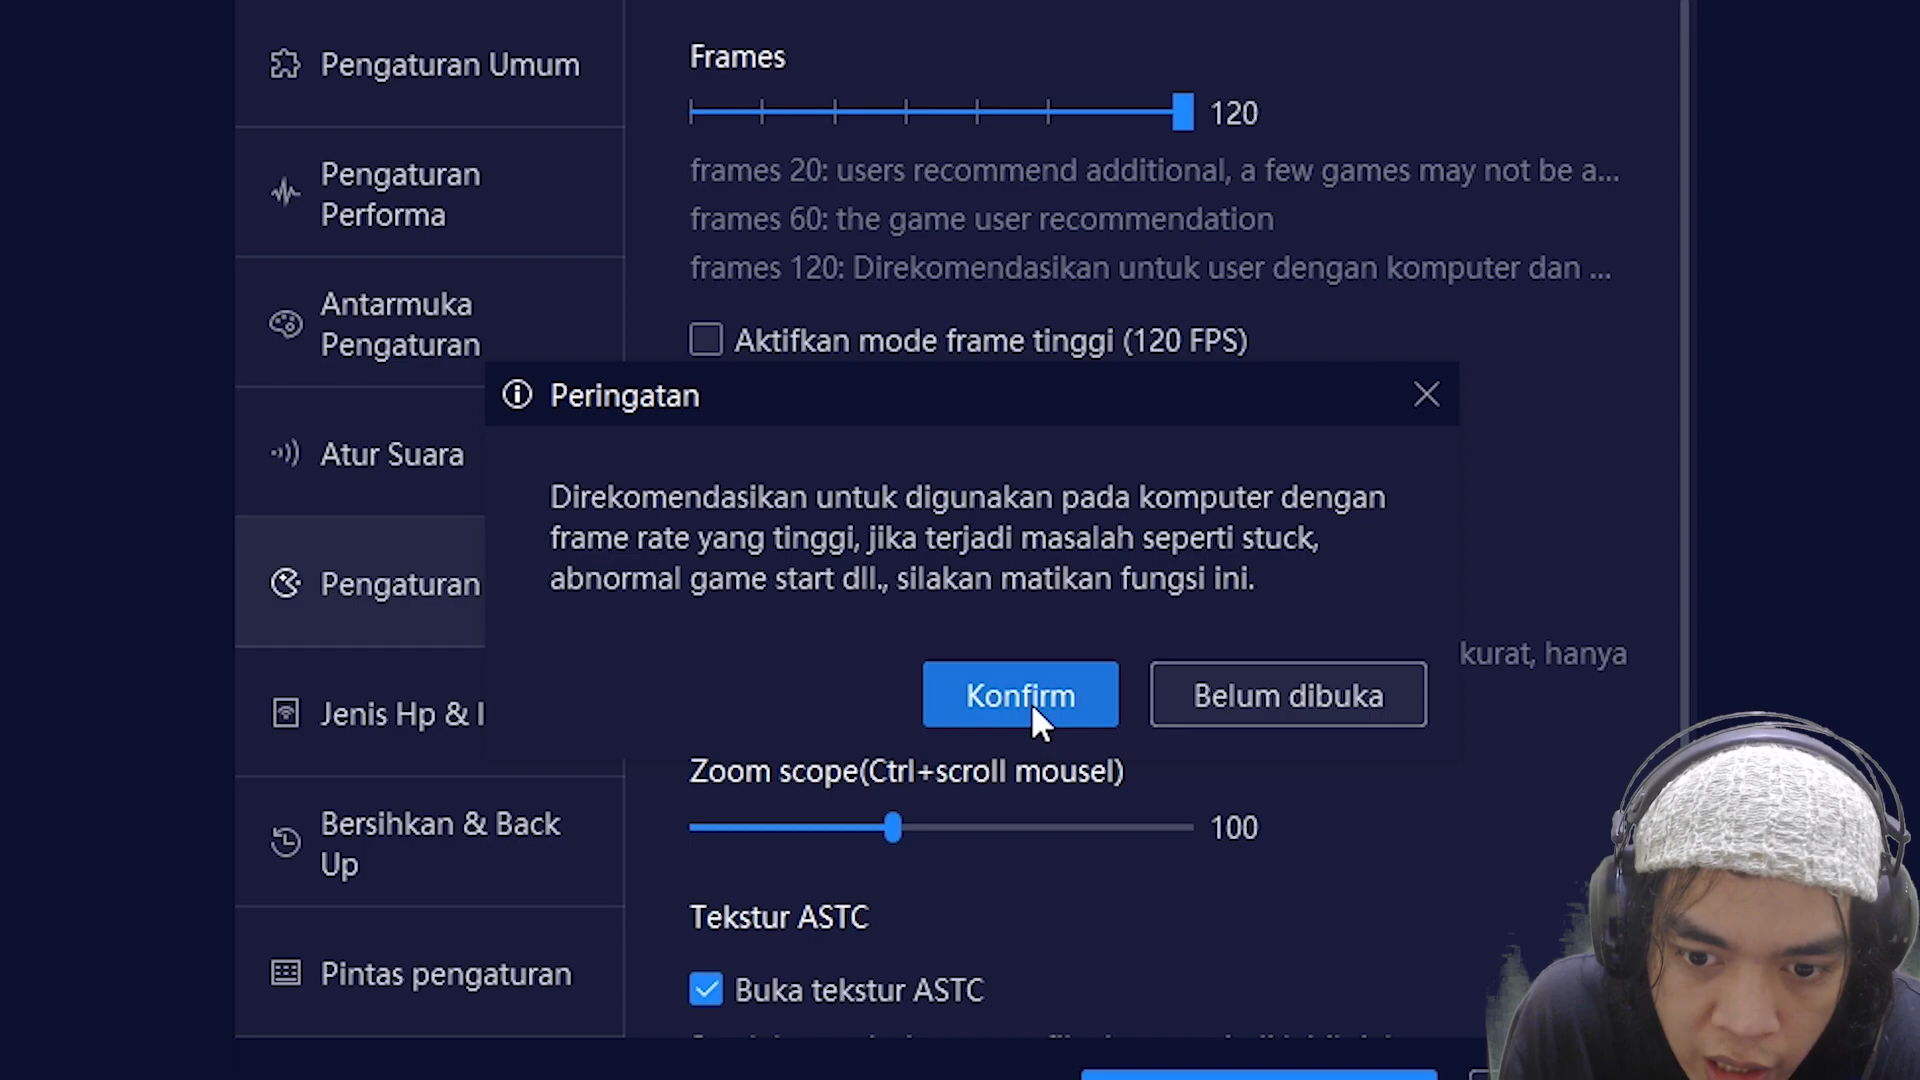 Pengaturan Umum
Pengaturan
Performa
Antarmuka
Pengaturan
Atur Suara
Pengaturan
Jenis Hp & I
Bersihkan & Back
Up
Pintas pengaturan
Frames
120
frames 20: users recommend additional, a few games may not be a...
frames 60: the game user recommendation
frames 120: Direkomendasikan untuk user dengan komputer dan ...
Aktifkan mode frame tinggi (120 FPS)
Peringatan
Direkomendasikan untuk digunakan pada komputer dengan
frame rate yang tinggi, jika terjadi masalah seperti stuck,
abnormal game start dll., silakan matikan fungsi ini.
Konfirm
Belum dibuka
kurat, hanya
Zoom scope(Ctrl+scroll mousel)
100
Tekstur ASTC
Buka tekstur ASTC